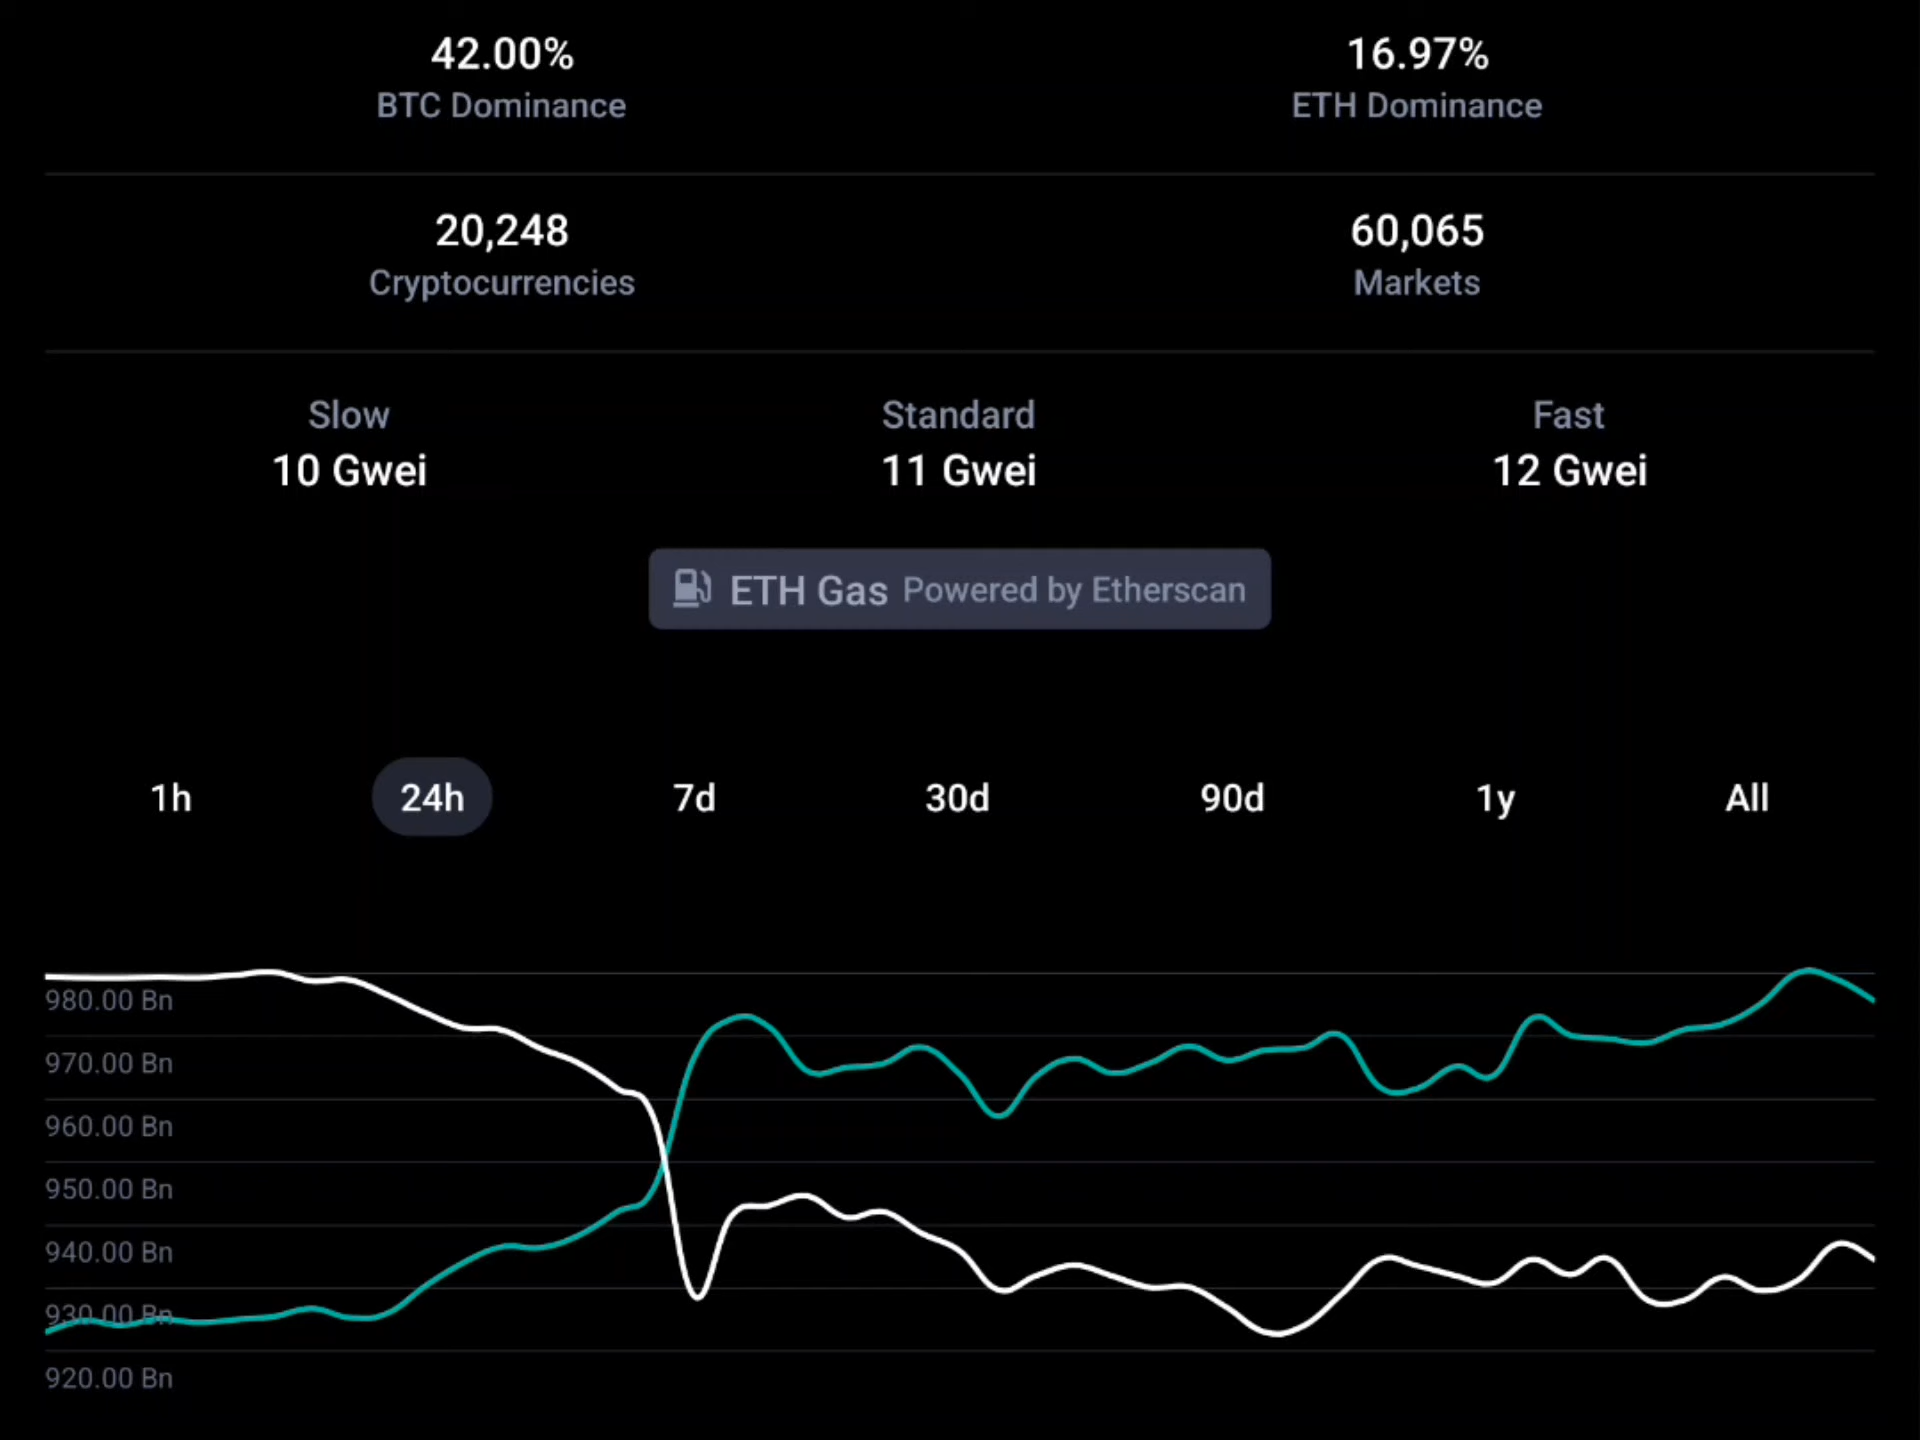 42.00% 16.97%
BTC Dominance ETH Dominance
20,248 60,065
Cryptocurrencies Markets
Slow Standard Fast
10 Gwei 11 Gwei 12 Gwei
ETH Gas Powered by Etherscan
1h 24h 7d 30d 90d 1y All
980.00 Bn
970.00 Bn
960.00 Bn
950.00 Bn
940.00 Bn
930.00 Bn
920.00 Bn